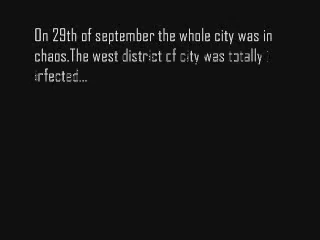 On 29th of september the whole city was in
chaos.The west district of city was totally
infected...